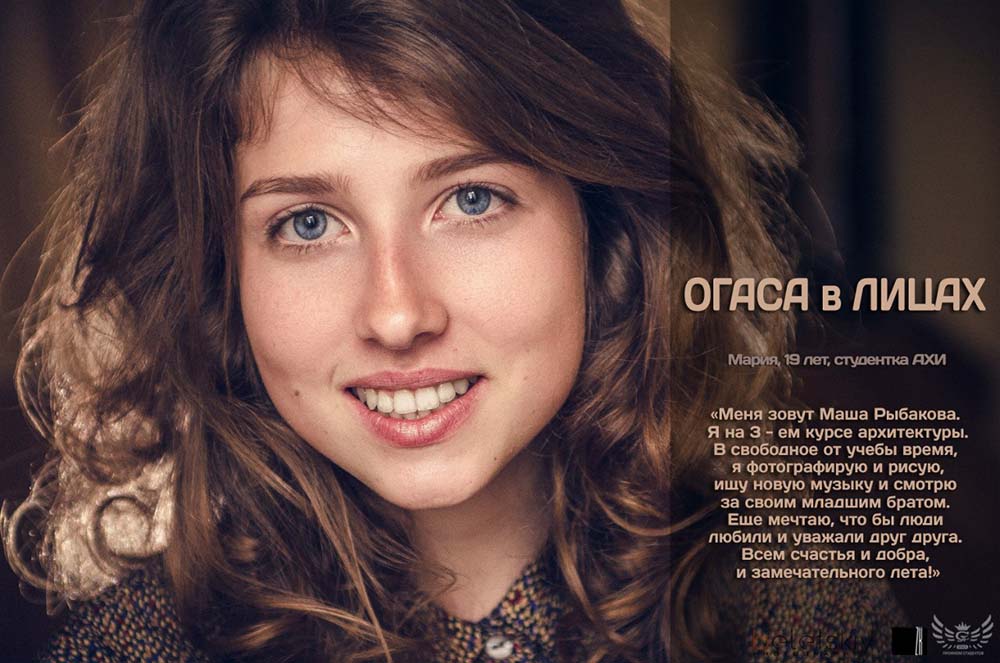 ОГАСА в ЛИЦАХ
Мария, 19 лет, студентка АХИ
«Меня зовут Маша Рыбакова.
Я на 3 - ем курсе архитектуры.
В свободное от учебы время,
я фотографирую и рисую,
ищу новую музыку и смотрю
за своим младшим братом.
Еще мечтаю, что бы люди
любили и уважали друг друга.
Всем счастья и добра,
и замечательного лета!»